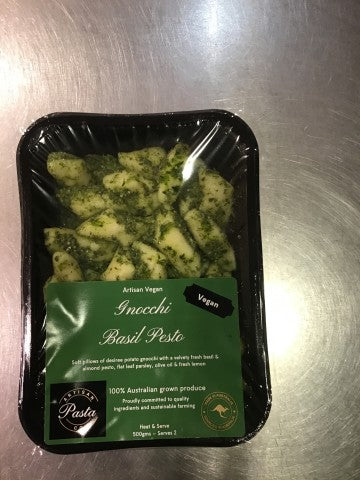 Artisan Vegan
Gnocchi
Vegan
Basil Pesto
Soft pillows of desiree potato gnocchi with a velvety fresh basil &
almond pesto, flat leaf parsley, olive oil & fresh lemon
100% Australian grown produce
Proudly committed to quality
ingredients and sustainable farming
ARTISAN
Pasta
Heat & Serve
500gms – Serves 2